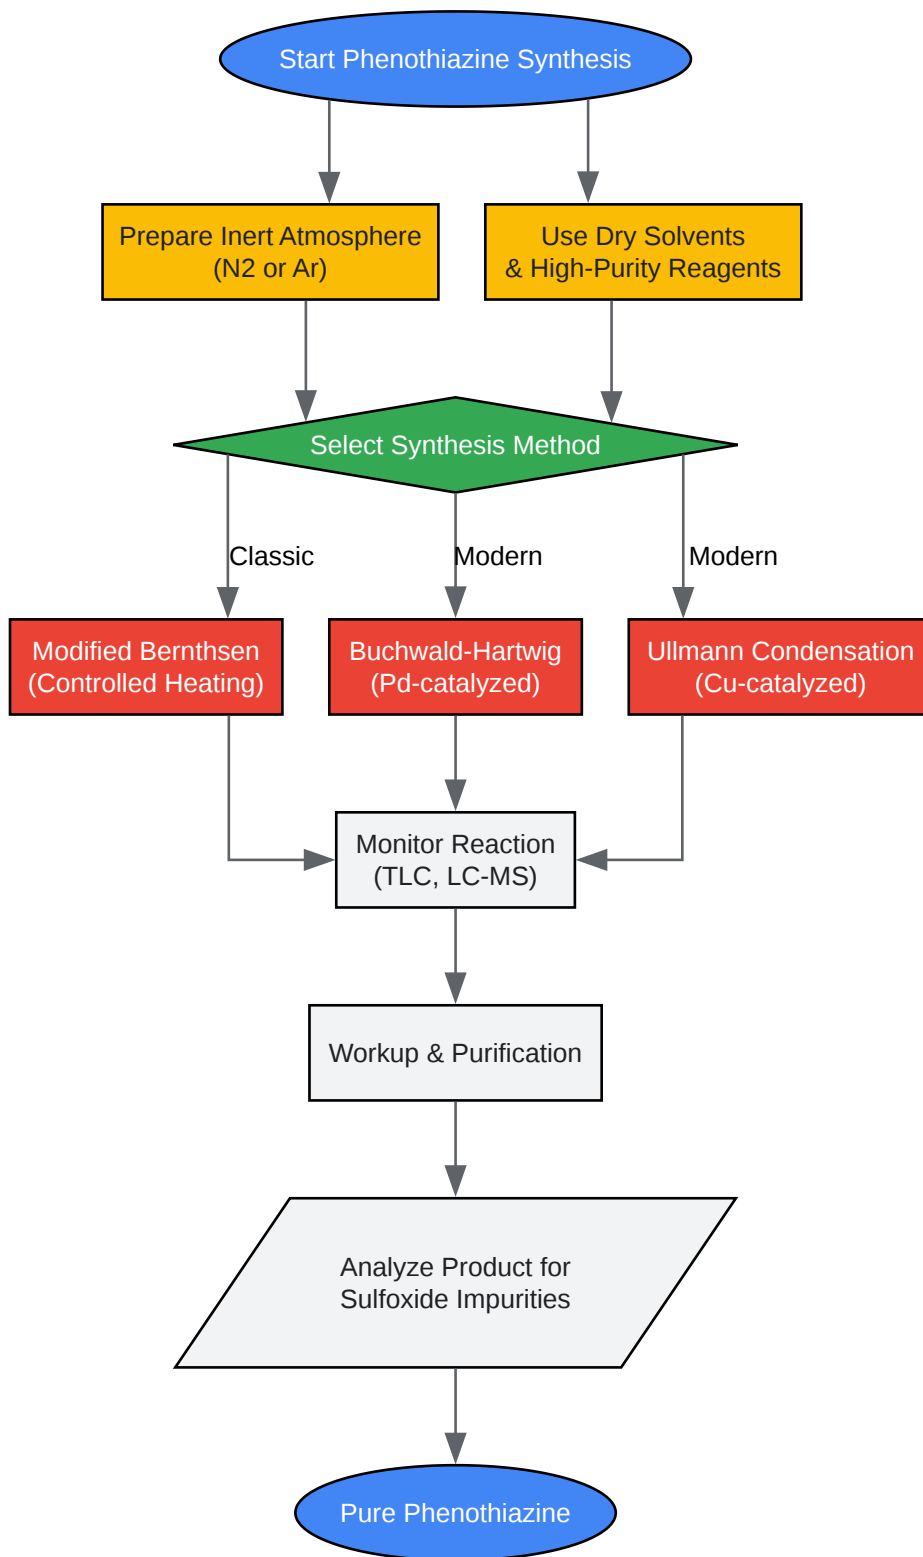 Start Phenothiazine Synthesis
Prepare Inert Atmosphere
(N2 or Ar)
Use Dry Solvents
& High-Purity Reagents
Select Synthesis Method
Classic
Modern
Modern
Modified Bernthsen
(Controlled Heating)
Buchwald-Hartwig
(Pd-catalyzed)
Ullmann Condensation
(Cu-catalyzed)
Monitor Reaction
(TLC, LC-MS)
Workup & Purification
Analyze Product for
Sulfoxide Impurities
Pure Phenothiazine